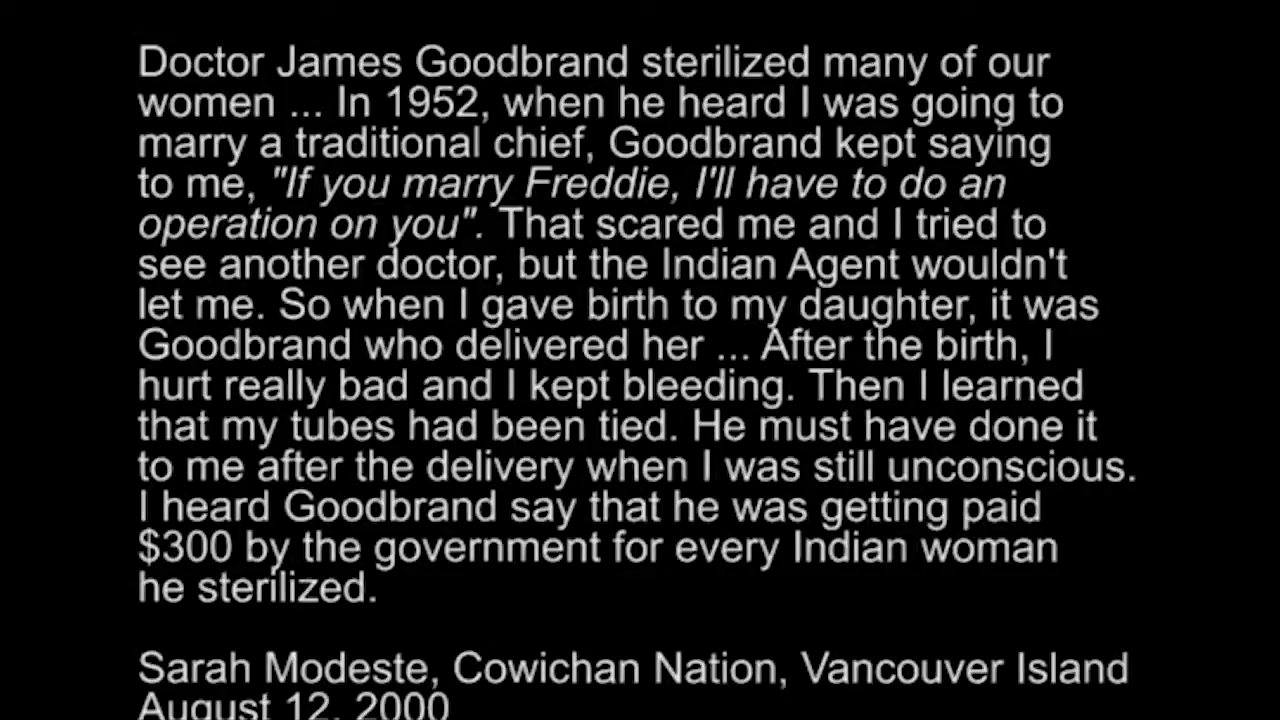 Doctor James Goodbrand sterilized many of our
women ... In 1952, when he heard I was going to
marry a traditional chief, Goodbrand kept saying
to me, "If you marry Freddie, I'll have to do an
operation on you". That scared me and I tried to
see another doctor, but the Indian Agent wouldn't
let me. So when I gave birth to my daughter, it was
Goodbrand who delivered her ... After the birth, I
hurt really bad and I kept bleeding. Then I learned
that my tubes had been tied. He must have done it
to me after the delivery when I was still unconscious.
I heard Goodbrand say that he was getting paid
$300 by the government for every Indian woman
he sterilized.
Sarah Modeste, Cowichan Nation, Vancouver Island
August 12, 2000